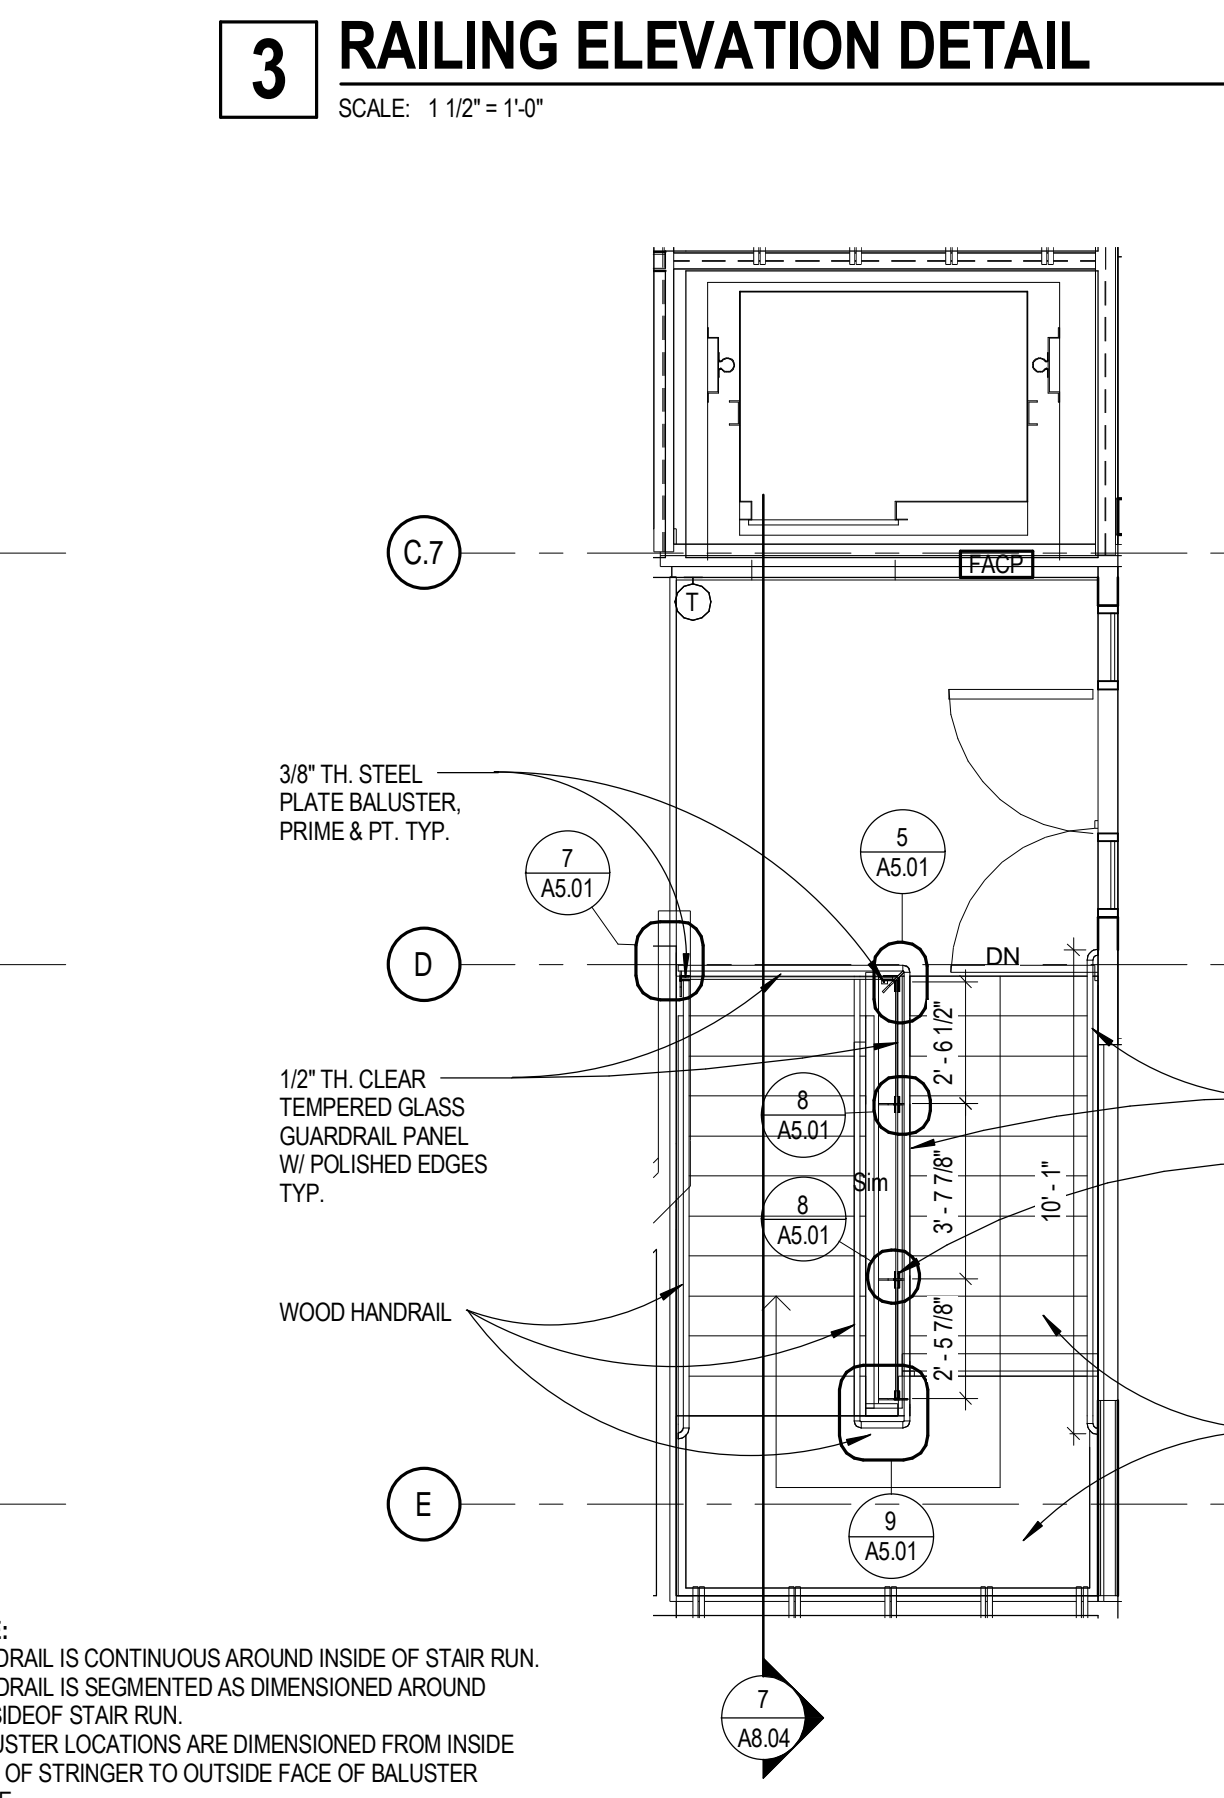 3
RAILING ELEVATION DETAIL
SCALE: 1 1/2" = 1'-0"
C.7
FACP
T
3/8" TH. STEEL
PLATE BALUSTER,
PRIME & PT. TYP.
7
A5.01
5
A5.01
D
DN
2' - 6 1/2"
1/2" TH. CLEAR
TEMPERED GLASS
GUARDRAIL PANEL
W/ POLISHED EDGES
TYP.
8
A5.01
Sim
8
A5.01
3' - 7 7/8"
10' - 1"
WOOD HANDRAIL
2' - 5 7/8"
E
9
A5.01
E:
DRAIL IS CONTINUOUS AROUND INSIDE OF STAIR RUN.
DRAIL IS SEGMENTED AS DIMENSIONED AROUND
SIDEOF STAIR RUN.
USTER LOCATIONS ARE DIMENSIONED FROM INSIDE
OF STRINGER TO OUTSIDE FACE OF BALUSTER
7
A8.04